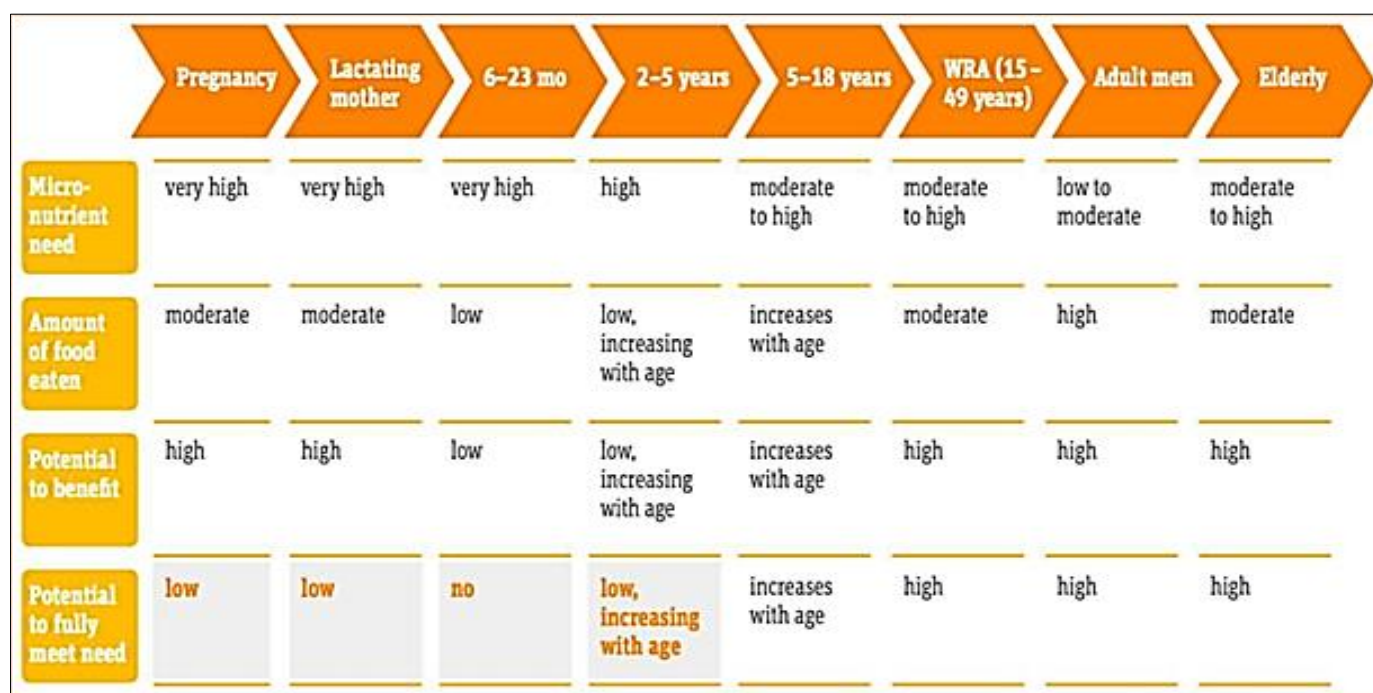 Pregnancy
Lactating
mother
6–23 mo
2–5 years
5–18 years
WRA (15–
49 years)
Adult men
Elderly
Micro-
nutrient
need
very high
very high
very high
high
moderate
to high
moderate
to high
low to
moderate
moderate
to high
Amount
of food
eaten
moderate
moderate
low
low,
increasing
with age
increases
with age
moderate
high
moderate
Potential
to benefit
high
high
low
low,
increasing
with age
increases
with age
high
high
high
Potential
to fully
meet need
low
low
no
low,
increasing
with age
increases
with age
high
high
high